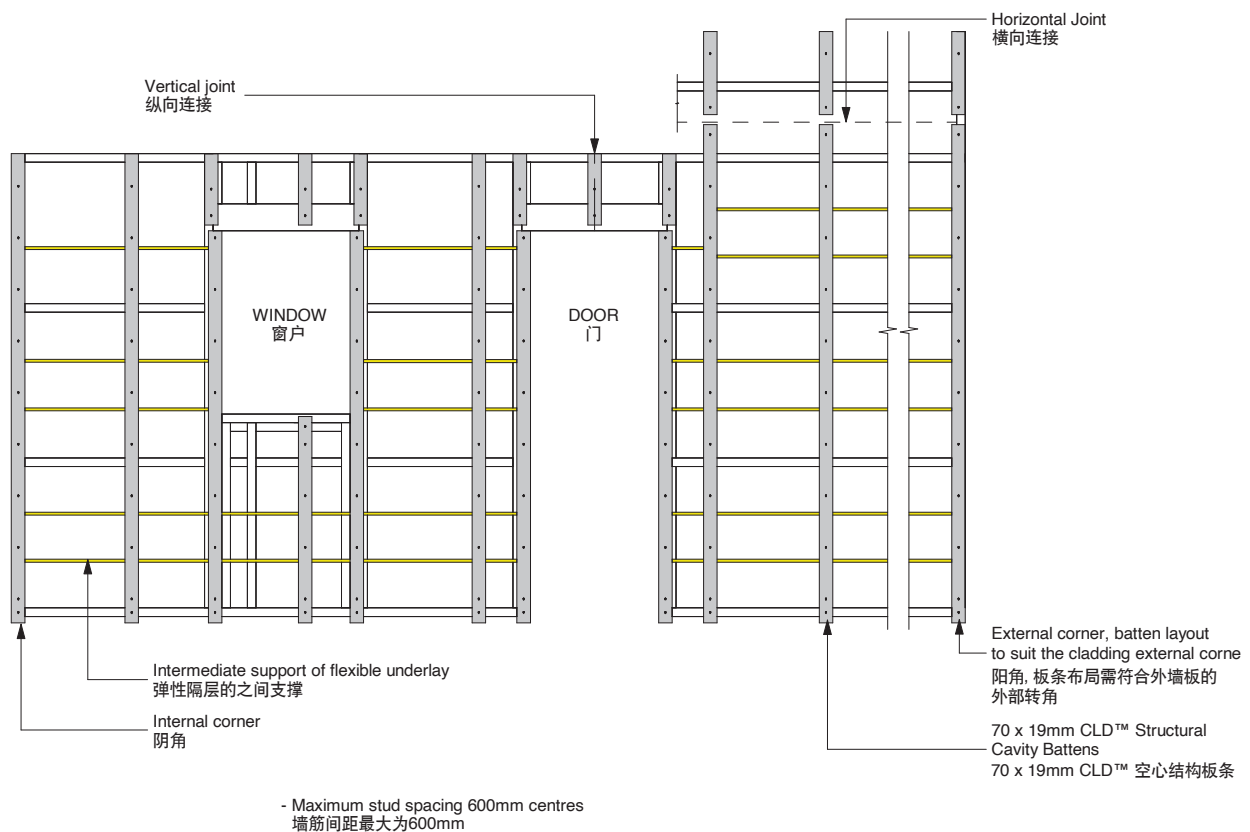 Horizontal Joint
横向连接
Vertical joint
纵向连接
WINDOW
窗户
DOOR
门
Intermediate support of flexible underlay
弹性隔层的之间支撑
Internal corner
阴角
External corner, batten layout
to suit the cladding external corne
阳角, 板条布局需符合外墙板的
外部转角
70 x 19mm CLD™ Structural
Cavity Battens
70 x 19mm CLD™ 空心结构板条
- Maximum stud spacing 600mm centres
墙筋间距最大为600mm